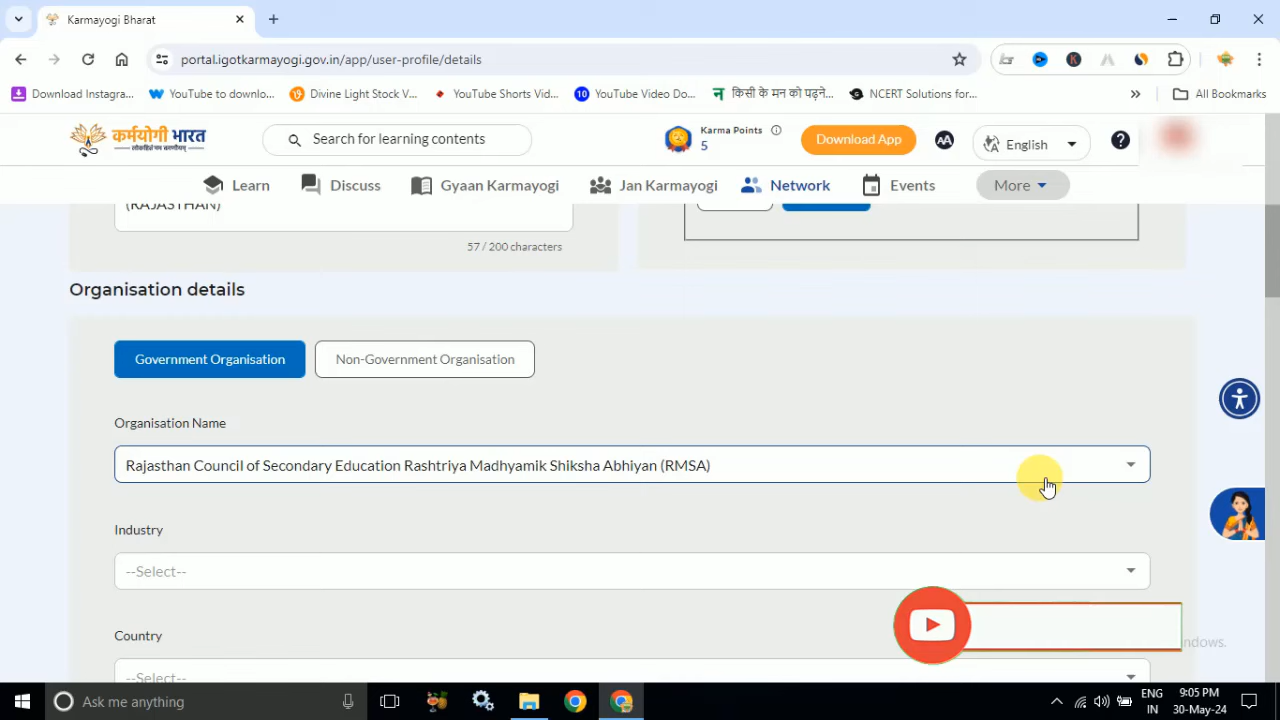 Karmayogi Bharat
portal.igotkarmayogi.gov.in/app/user-profile/details
Download Instagra...
YouTube to downlo...
Divine Light Stock V...
YouTube Shorts Vid...
YouTube Video Do...
किसी के मन को पढ़ने...
NCERT Solutions for...
All Bookmarks
कर्मयोगी भारत
Search for learning contents
Karma Points
5
Download App
AA
English
Learn
Discuss
Gyaan Karmayogi
Jan Karmayogi
Network
Events
More
(RAJASTHAN)
57 / 200 characters
Organisation details
Government Organisation
Non-Government Organisation
Organisation Name
Rajasthan Council of Secondary Education Rashtriya Madhyamik Shiksha Abhiyan (RMSA)
Industry
--Select--
Country
--Select--
ndows.
Ask me anything
ENG
IN
9:05 PM
30-May-24